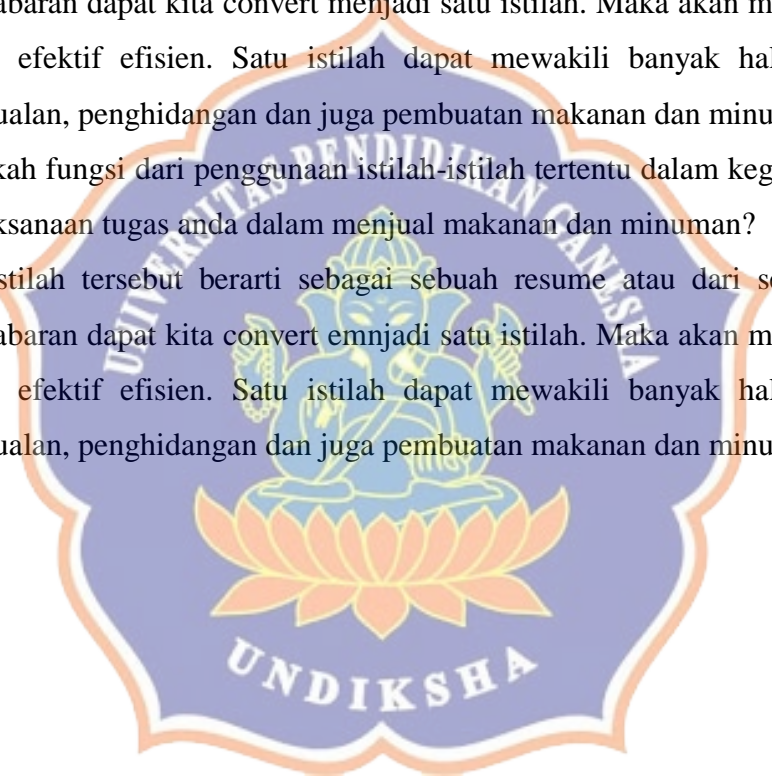 abaran dapat kita convert menjadi satu istilah. Maka akan m
efektif efisien. Satu istilah dapat mewakili banyak hal
ualan, penghidangan dan juga pembuatan makanan dan minu
kah fungsi dari penggunaan istilah-istilah tertentu dalam keg
ksanaan tugas anda dalam menjual makanan dan minuman?
stilah tersebut berarti sebagai sebuah resume atau dari se
abaran dapat kita convert emnjadi satu istilah. Maka akan m
efektif efisien. Satu istilah dapat mewakili banyak hal
ualan, penghidangan dan juga pembuatan makanan dan minu
UNIVERSITAS PENDIDIKAN GANESHA
UNDIKSHA